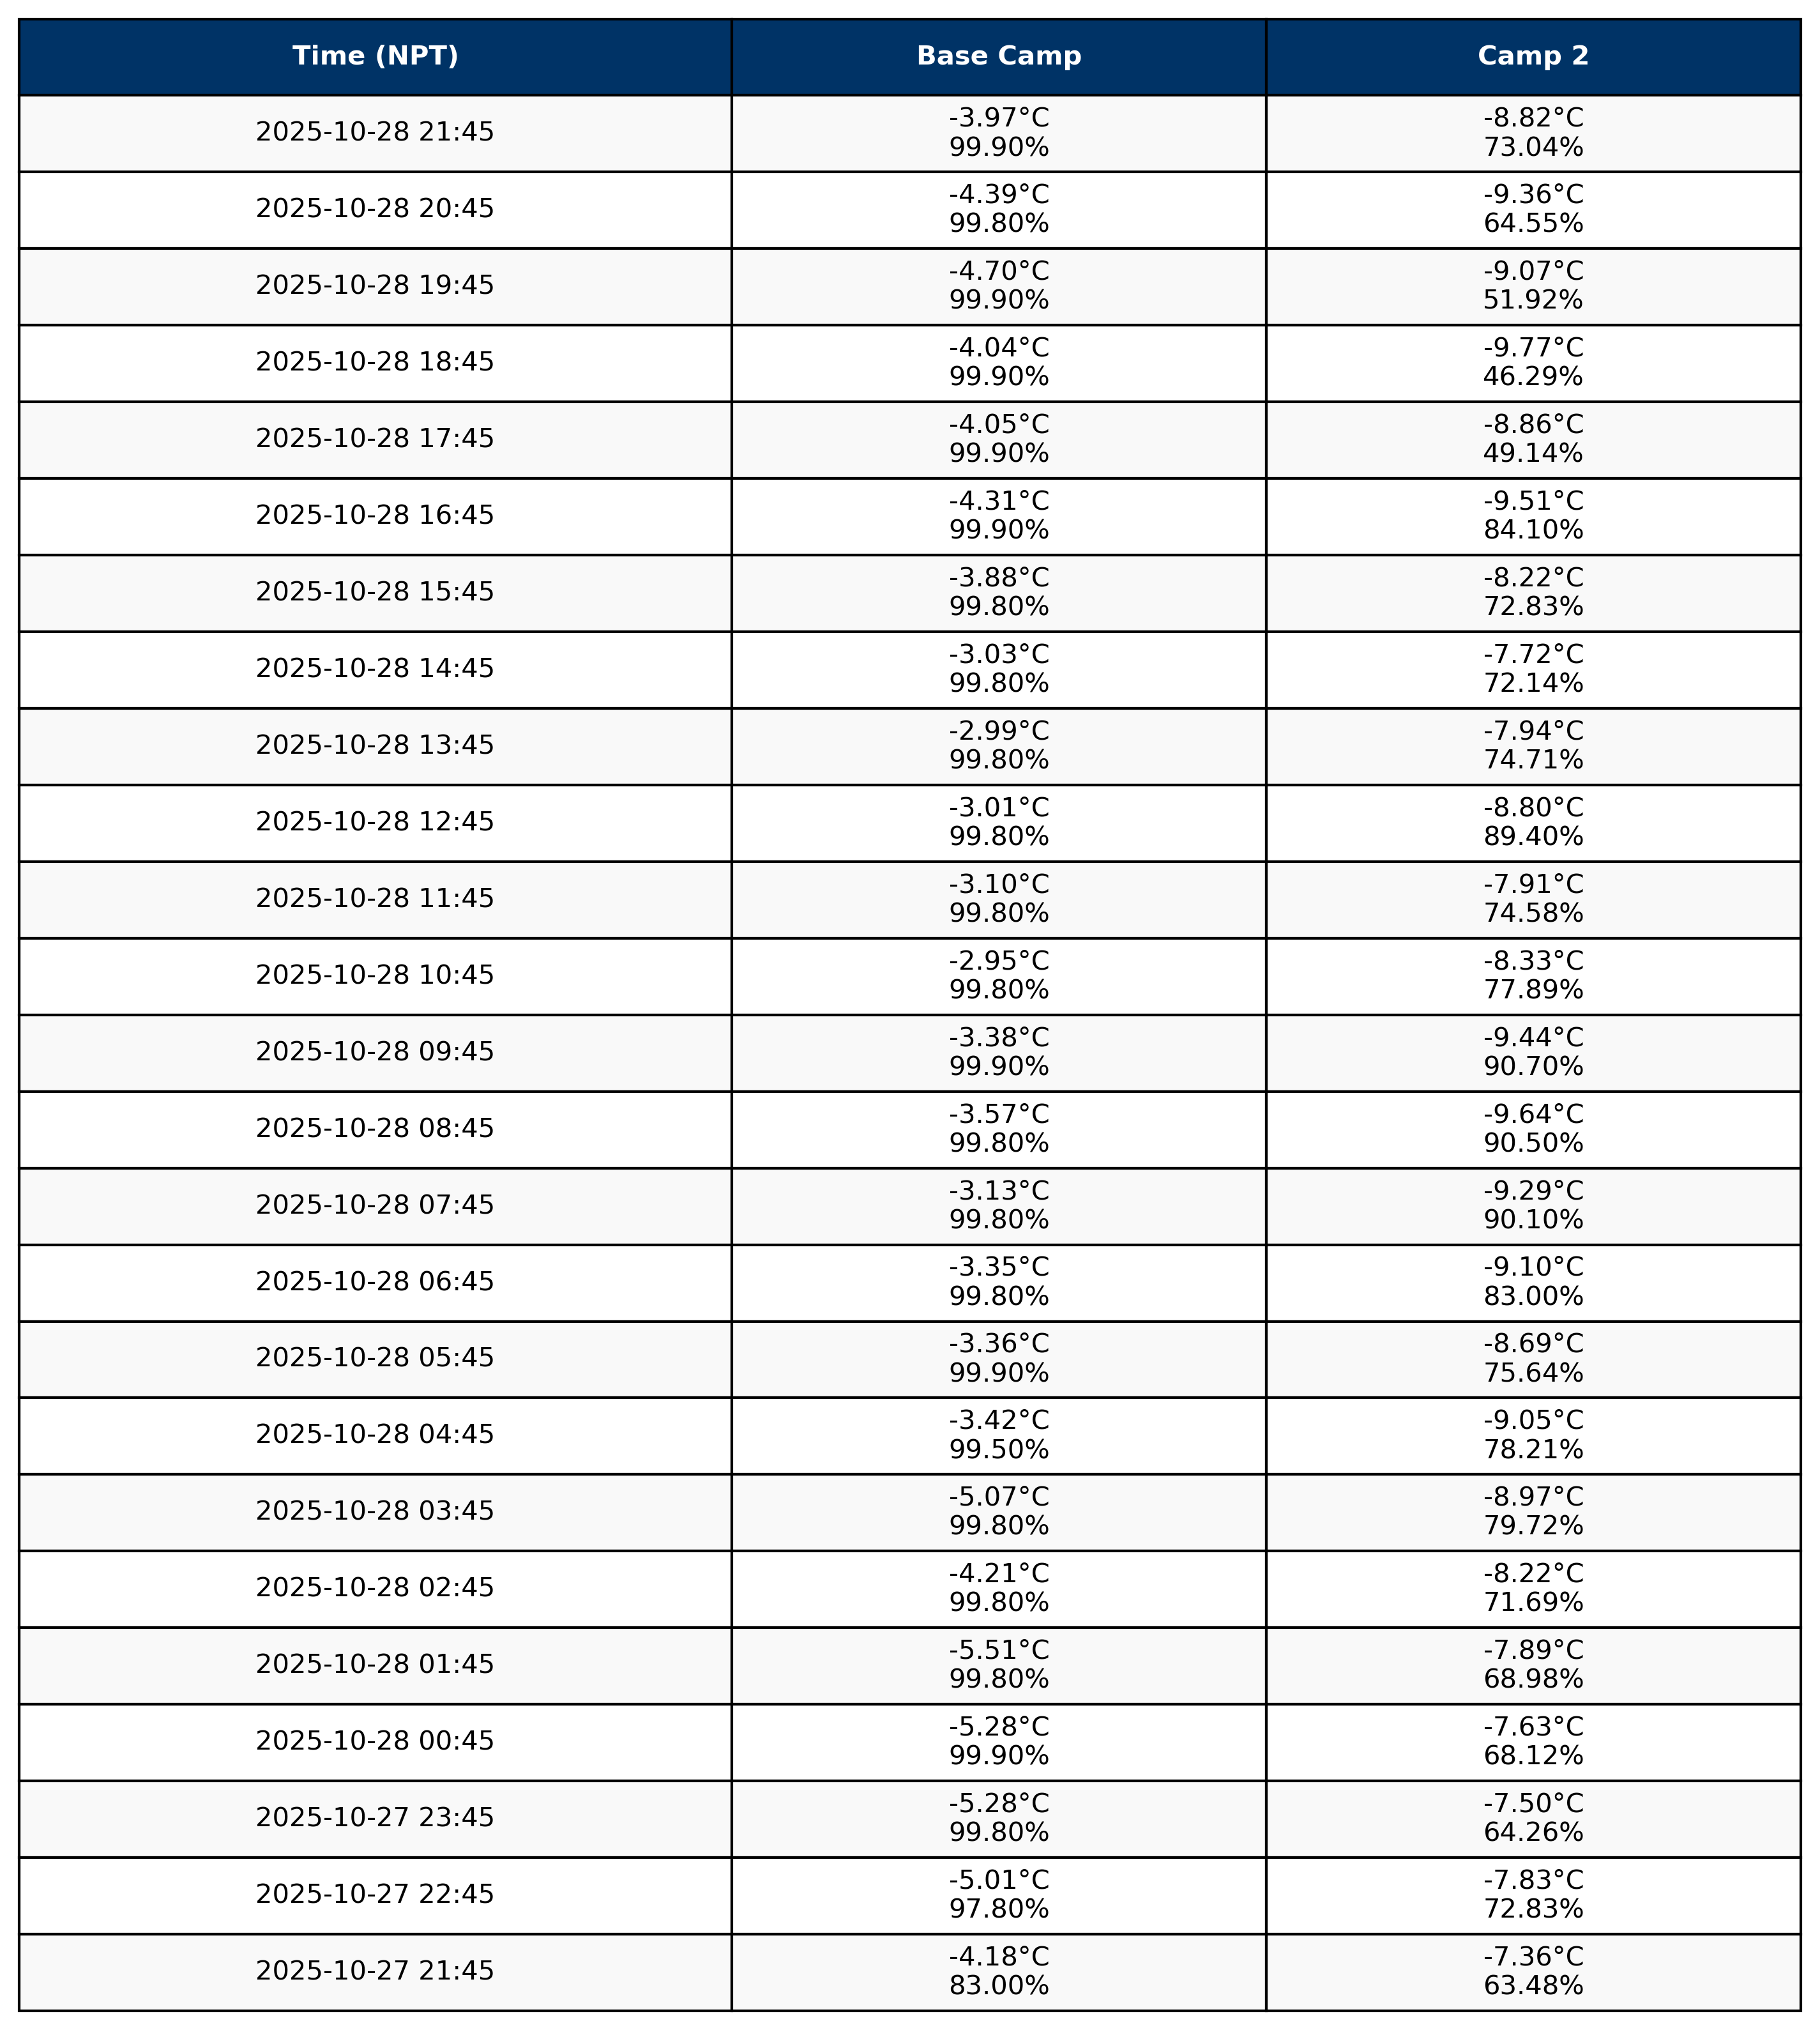 Time (NPT) Base Camp Camp 2
2025-10-28 21:45 -3.97°C 99.90% -8.82°C 73.04%
2025-10-28 20:45 -4.39°C 99.80% -9.36°C 64.55%
2025-10-28 19:45 -4.70°C 99.90% -9.07°C 51.92%
2025-10-28 18:45 -4.04°C 99.90% -9.77°C 46.29%
2025-10-28 17:45 -4.05°C 99.90% -8.86°C 49.14%
2025-10-28 16:45 -4.31°C 99.90% -9.51°C 84.10%
2025-10-28 15:45 -3.88°C 99.80% -8.22°C 72.83%
2025-10-28 14:45 -3.03°C 99.80% -7.72°C 72.14%
2025-10-28 13:45 -2.99°C 99.80% -7.94°C 74.71%
2025-10-28 12:45 -3.01°C 99.80% -8.80°C 89.40%
2025-10-28 11:45 -3.10°C 99.80% -7.91°C 74.58%
2025-10-28 10:45 -2.95°C 99.80% -8.33°C 77.89%
2025-10-28 09:45 -3.38°C 99.90% -9.44°C 90.70%
2025-10-28 08:45 -3.57°C 99.80% -9.64°C 90.50%
2025-10-28 07:45 -3.13°C 99.80% -9.29°C 90.10%
2025-10-28 06:45 -3.35°C 99.80% -9.10°C 83.00%
2025-10-28 05:45 -3.36°C 99.90% -8.69°C 75.64%
2025-10-28 04:45 -3.42°C 99.50% -9.05°C 78.21%
2025-10-28 03:45 -5.07°C 99.80% -8.97°C 79.72%
2025-10-28 02:45 -4.21°C 99.80% -8.22°C 71.69%
2025-10-28 01:45 -5.51°C 99.80% -7.89°C 68.98%
2025-10-28 00:45 -5.28°C 99.90% -7.63°C 68.12%
2025-10-27 23:45 -5.28°C 99.80% -7.50°C 64.26%
2025-10-27 22:45 -5.01°C 97.80% -7.83°C 72.83%
2025-10-27 21:45 -4.18°C 83.00% -7.36°C 63.48%